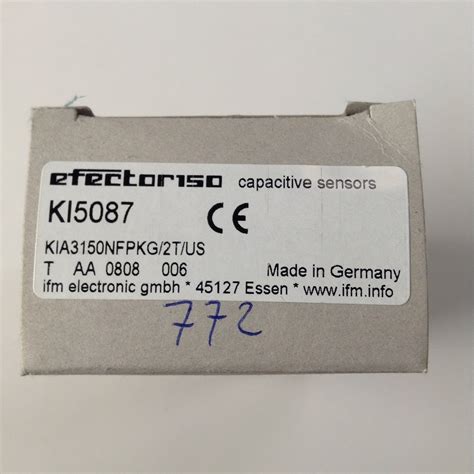 efector150 capacitive sensors
KI5087 CE
KIA3150NFPKG/2T/US
T AA 0808 006 Made in Germany
ifm electronic gmbh * 45127 Essen * www.ifm.info
772